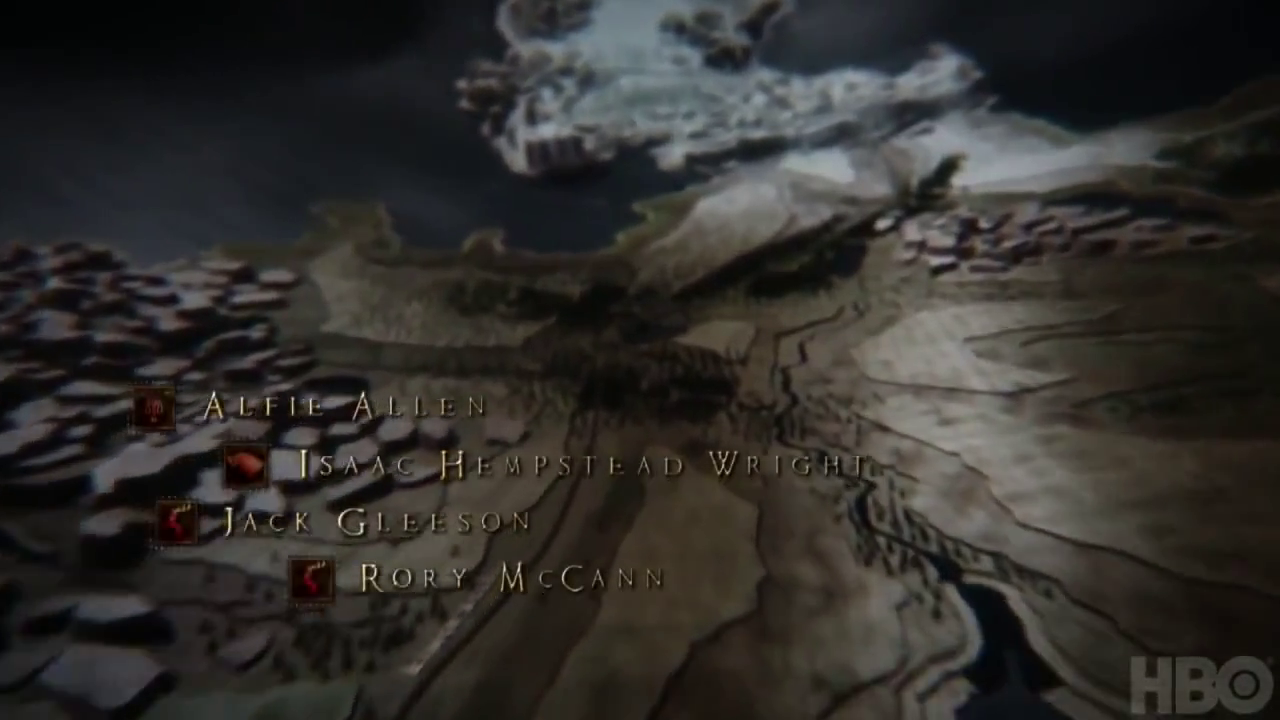 Alfie Allen
Isaac Hempstead Wright
Jack Gleeson
Rory McCann
HBO